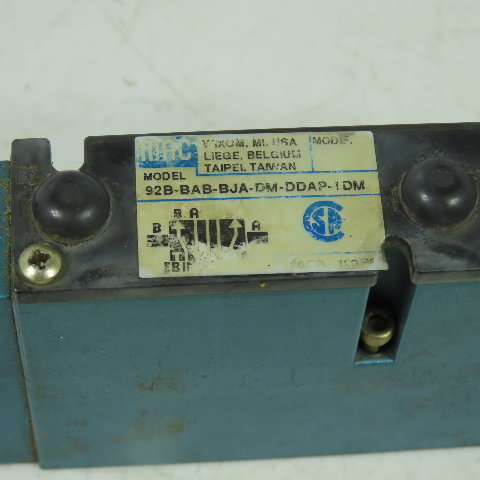 mac WIXOM, MI. USA MODIF.
LIEGE, BELGIUM
TAIPEI, TAIWAN
MODEL
92B-BAB-BJA-DM-DDAP-1DM
B A
B A